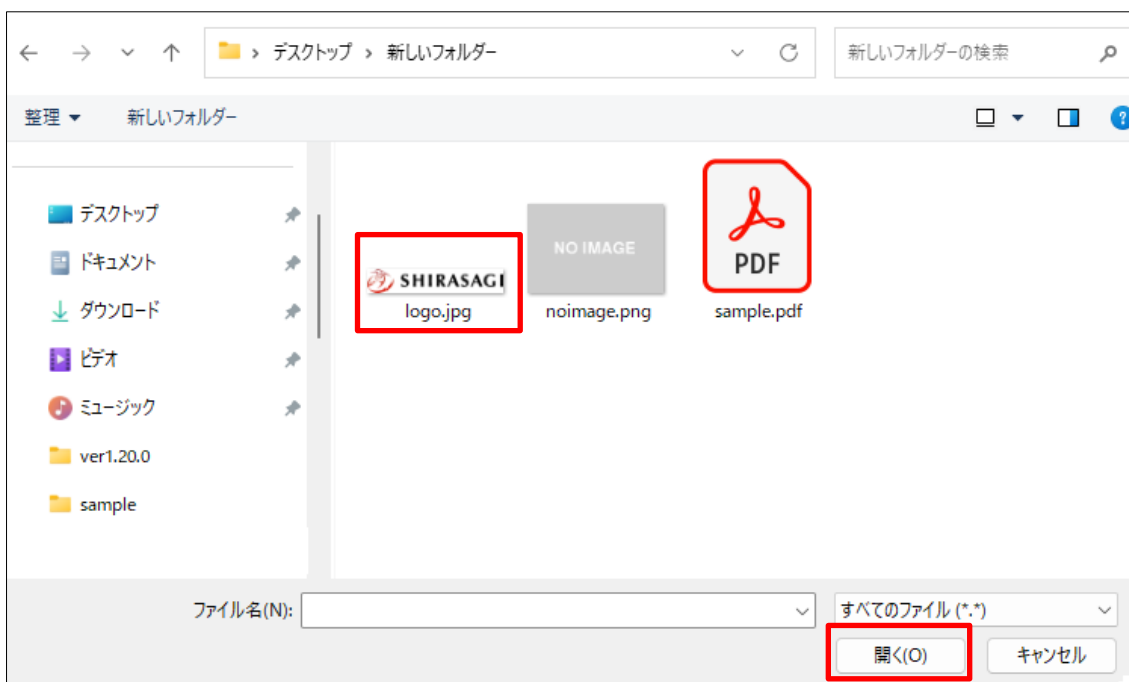 デスクトップ › 新しいフォルダー
新しいフォルダーの検索
整理
新しいフォルダー
?
デスクトップ
ドキュメント
ダウンロード
ビデオ
ミュージック
ver1.20.0
sample
SHIRASAGI
logo.jpg
NO IMAGE
noimage.png
PDF
sample.pdf
ファイル名(N):
すべてのファイル (*.*)
開く(O)
キャンセル